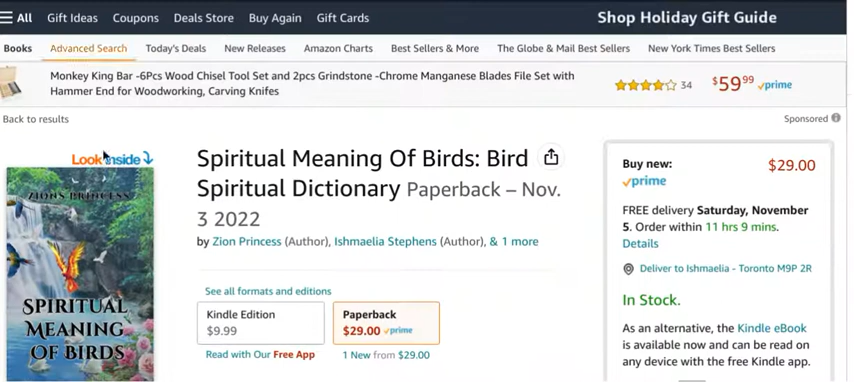 All Gift Ideas Coupons Deals Store Buy Again Gift Cards Shop Holiday Gift Guide
Books Advanced Search Today's Deals New Releases Amazon Charts Best Sellers & More The Globe & Mail Best Sellers New York Times Best Sellers
Monkey King Bar -6Pcs Wood Chisel Tool Set and 2pcs Grindstone -Chrome Manganese Blades File Set with
Hammer End for Woodworking, Carving Knifes
34 $59 99 prime
Back to results
Sponsored
Look inside
ZIONS PRINCESS
SPIRITUAL
MEANING
OF BIRDS
Spiritual Meaning Of Birds: Bird
Spiritual Dictionary Paperback – Nov.
3 2022
by Zion Princess (Author), Ishmaelia Stephens (Author), & 1 more
See all formats and editions
Kindle Edition
$9.99
Read with Our Free App
Paperback
$29.00 prime
1 New from $29.00
Buy new: $29.00
prime
FREE delivery Saturday, November
5. Order within 11 hrs 9 mins.
Details
Deliver to Ishmaelia - Toronto M9P 2R
In Stock.
As an alternative, the Kindle eBook
is available now and can be read on
any device with the free Kindle app.